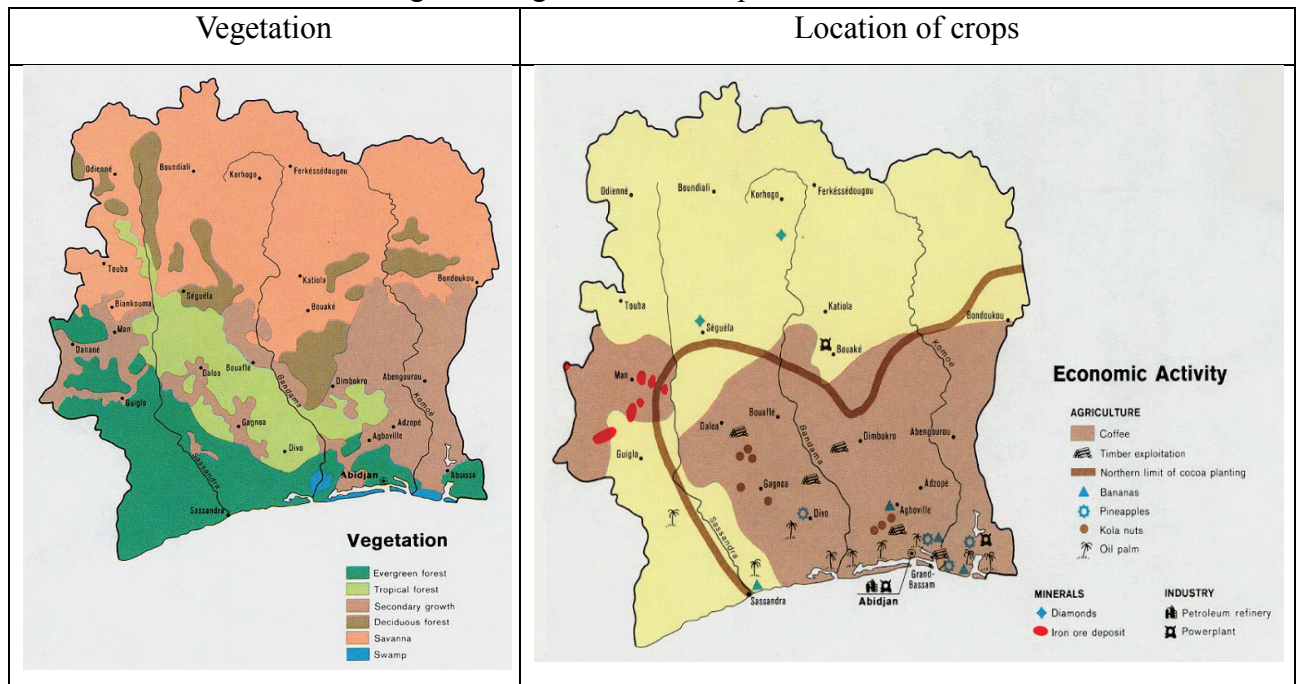 Vegetation
Odienné
Boundiali
Korhogo
Ferkéssédougou
Touba
Katiola
Bondoukou
Séguéla
Biankouma
Bouaké
Man
Danané
Daloa
Bouaflé
Bandama
Dimbokro
Abengourou
Komoé
Guiglo
Gagnoa
Adzopé
Agboville
Divo
Sassandra
Abidjan
Aboisso
Sassandra
Vegetation
Evergreen forest
Tropical forest
Secondary growth
Deciduous forest
Savanna
Swamp
Location of crops
Odienné
Boundiali
Korhogo
Ferkéssédougou
Touba
Katiola
Séguéla
Bondoukou
Bouaké
Komoé
Man
Daloa
Bouaflé
Bandama
Dimbokro
Abengourou
Guiglo
Gagnoa
Adzopé
Divo
Agboville
Sassandra
Sassandra
Abidjan
Grand-
Bassam
Economic Activity
AGRICULTURE
Coffee
Timber exploitation
Northern limit of cocoa planting
Bananas
Pineapples
Kola nuts
Oil palm
MINERALS
Diamonds
Iron ore deposit
INDUSTRY
Petroleum refinery
Powerplant